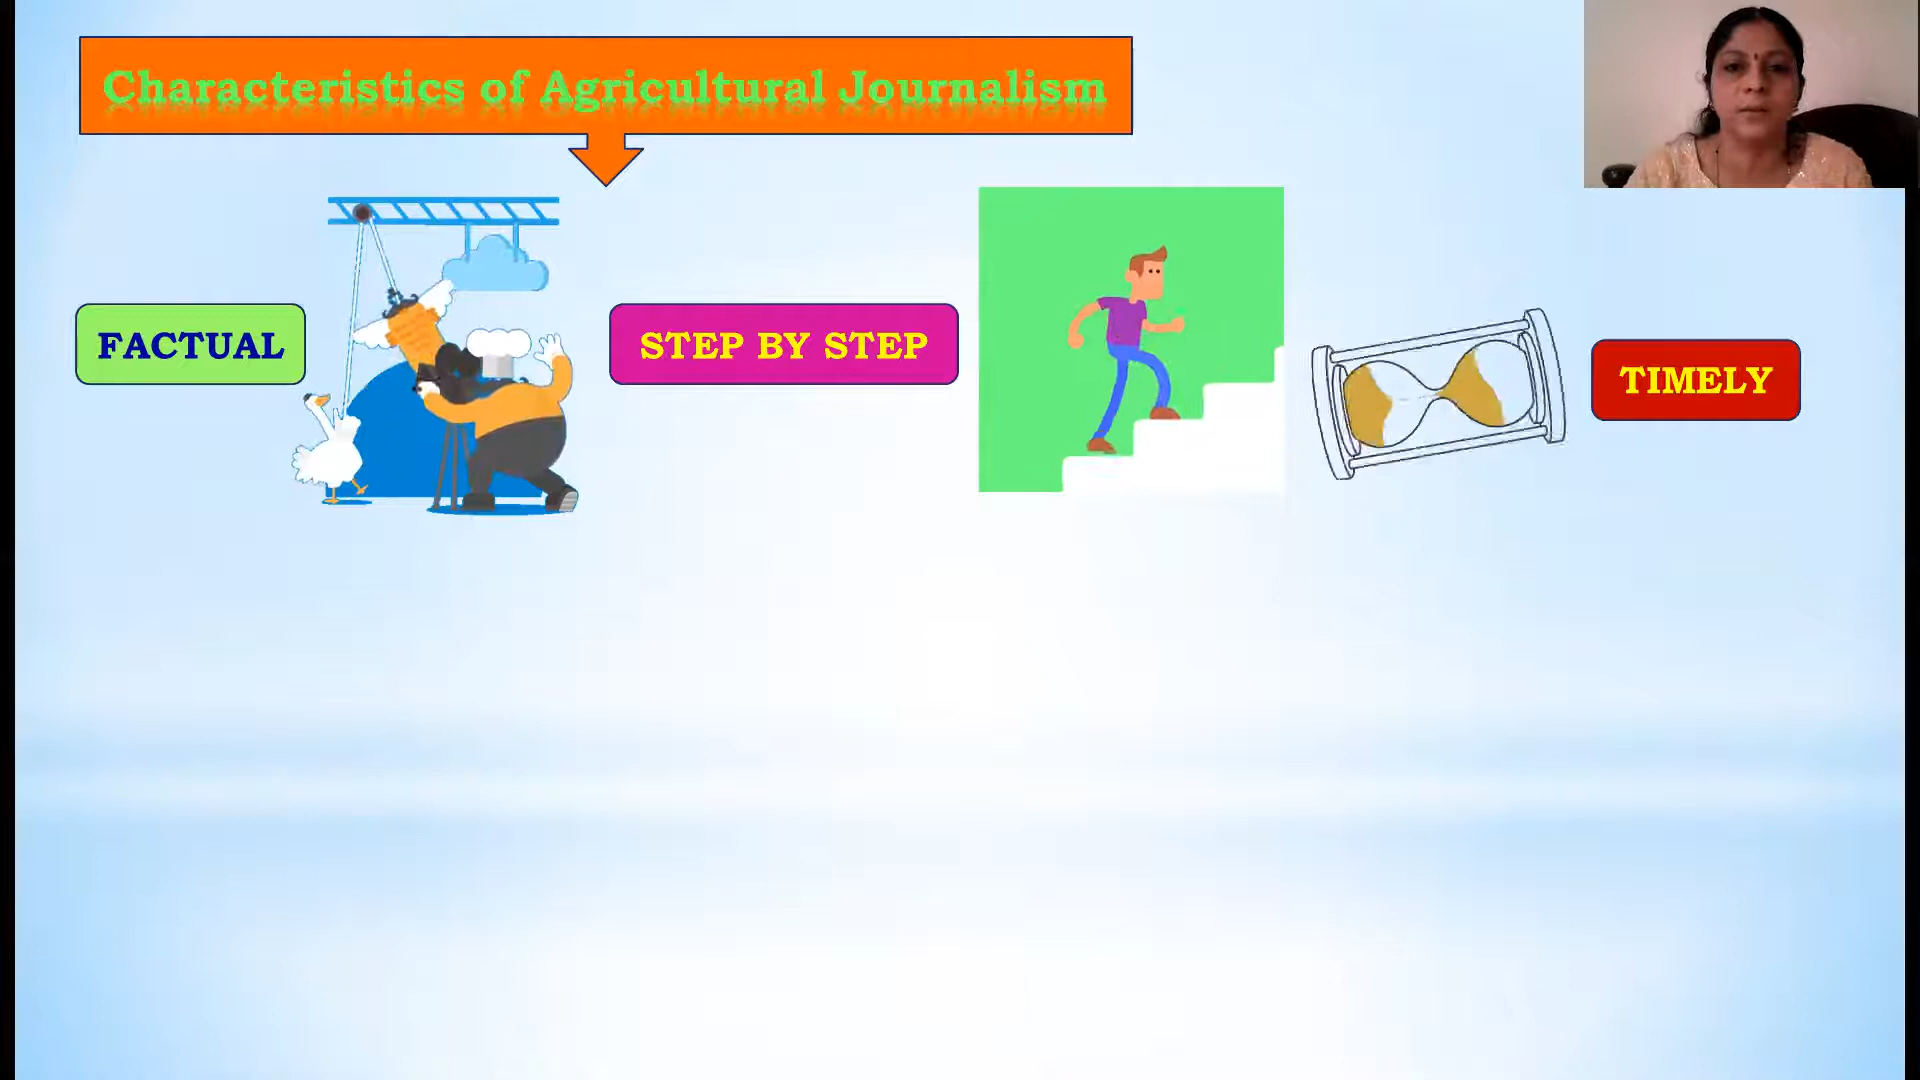 Characteristics of Agricultural Journalism
FACTUAL
STEP BY STEP
TIMELY